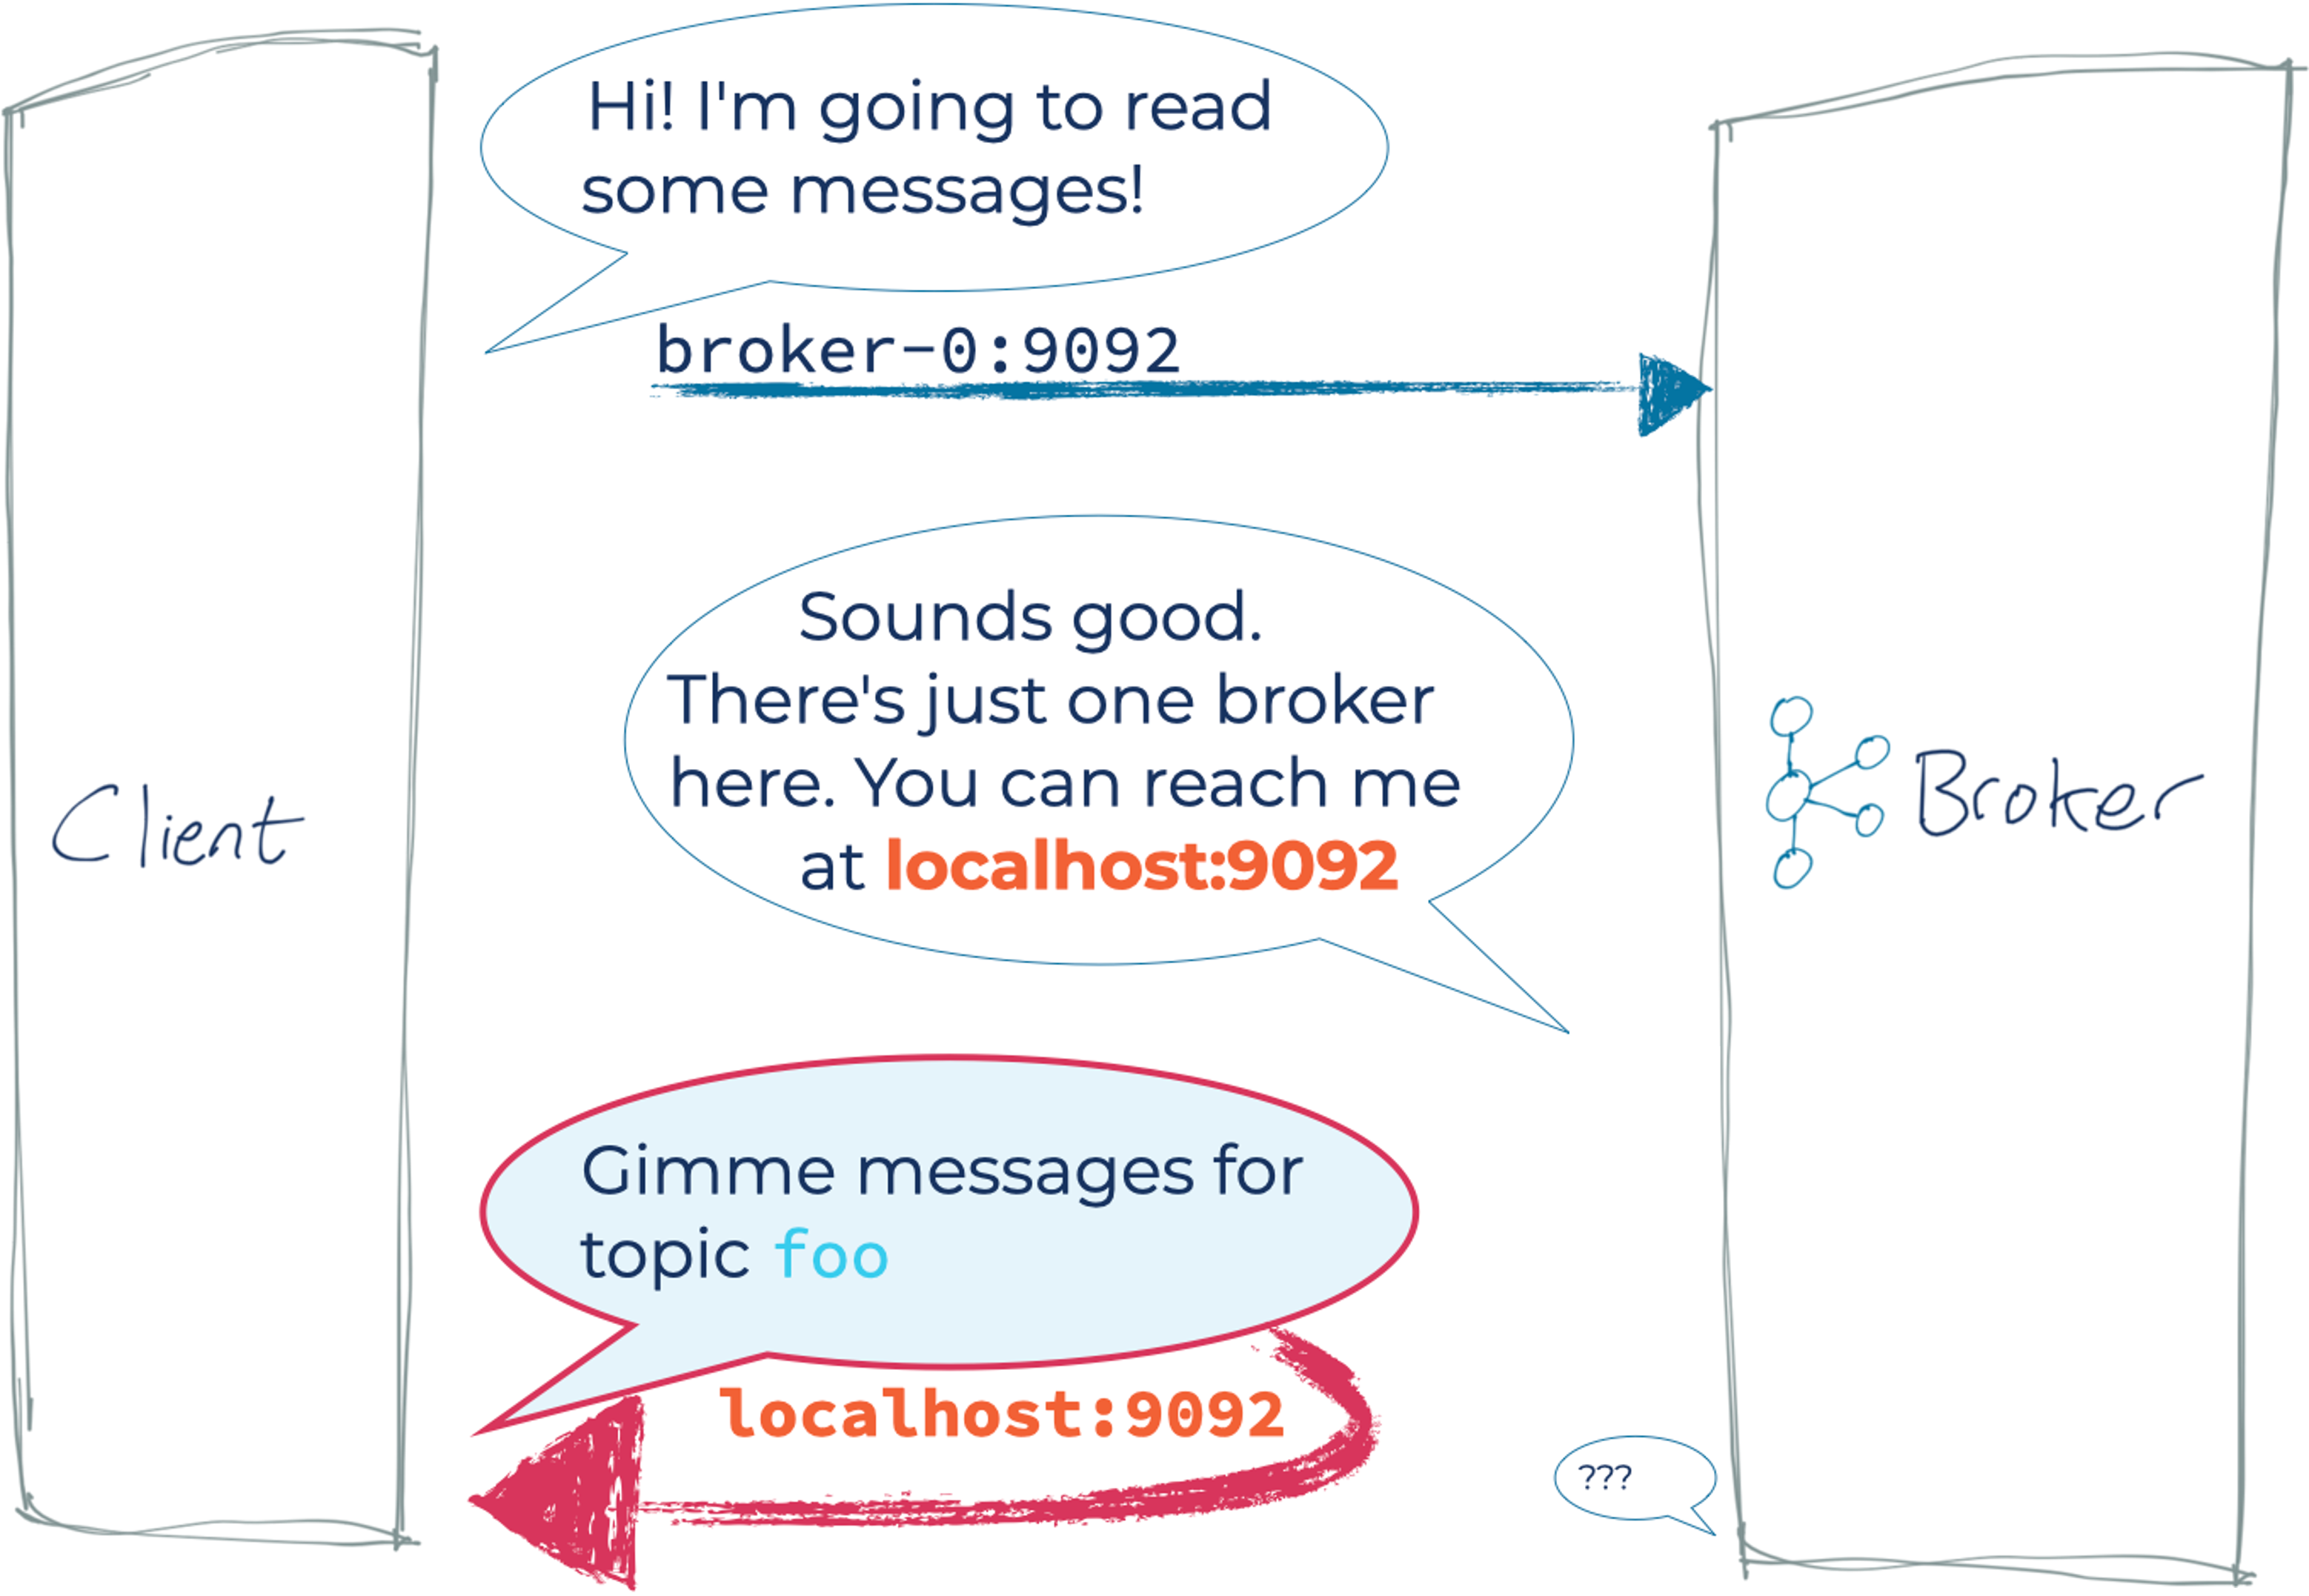 Hi! I'm going to read
some messages!
broker-0:9092
Sounds good.
There's just one broker
here. You can reach me
at localhost:9092
Client
Broker
Gimme messages for
topic foo
localhost:9092
???